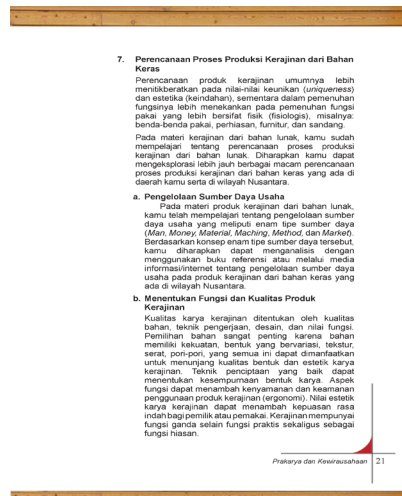 7. Perencanaan Proses Produksi Kerajinan dari Bahan
Keras
Perencanaan produk kerajinan umumnya lebih
menitikberatkan pada nilai-nilai keunikan (uniqueness)
dan estetika (keindahan), sementara dalam pemenuhan
fungsinya lebih menekankan pada pemenuhan fungsi
pakai yang lebih bersifat fisik (fisiologis), misalnya:
benda-benda pakai, perhiasan, furnitur, dan sandang.
Pada materi kerajinan dari bahan lunak, kamu sudah
mempelajari tentang perencanaan proses produksi
kerajinan dari bahan lunak. Diharapkan kamu dapat
mengeksplorasi lebih jauh berbagai macam perencanaan
proses produksi kerajinan dari bahan keras yang ada di
daerah kamu serta di wilayah Nusantara.
a. Pengelolaan Sumber Daya Usaha
Pada materi produk kerajinan dari bahan lunak,
kamu telah mempelajari tentang pengelolaan sumber
daya usaha yang meliputi enam tipe sumber daya
(Man, Money, Material, Maching, Method, dan Market).
Berdasarkan konsep enam tipe sumber daya tersebut,
kamu diharapkan dapat menganalisis dengan
menggunakan buku referensi atau melalui media
informasi/internet tentang pengelolaan sumber daya
usaha pada produk kerajinan dari bahan keras yang
ada di wilayah Nusantara.
b. Menentukan Fungsi dan Kualitas Produk
Kerajinan
Kualitas karya kerajinan ditentukan oleh kualitas
bahan, teknik pengerjaan, desain, dan nilai fungsi.
Pemilihan bahan sangat penting karena bahan
memiliki kekuatan, bentuk yang bervariasi, tekstur,
serat, pori-pori, yang semua ini dapat dimanfaatkan
untuk menunjang kualitas bentuk dan estetik karya
kerajinan. Teknik penciptaan yang baik dapat
menentukan kesempurnaan bentuk karya. Aspek
fungsi dapat menambah kenyamanan dan keamanan
penggunaan produk kerajinan (ergonomi). Nilai estetik
karya kerajinan dapat menambah kepuasan rasa
indah bagi pemilik atau pemakai. Kerajinan mempunyai
fungsi ganda selain fungsi praktis sekaligus sebagai
fungsi hiasan.
Prakarya dan Kewirausahaan 21